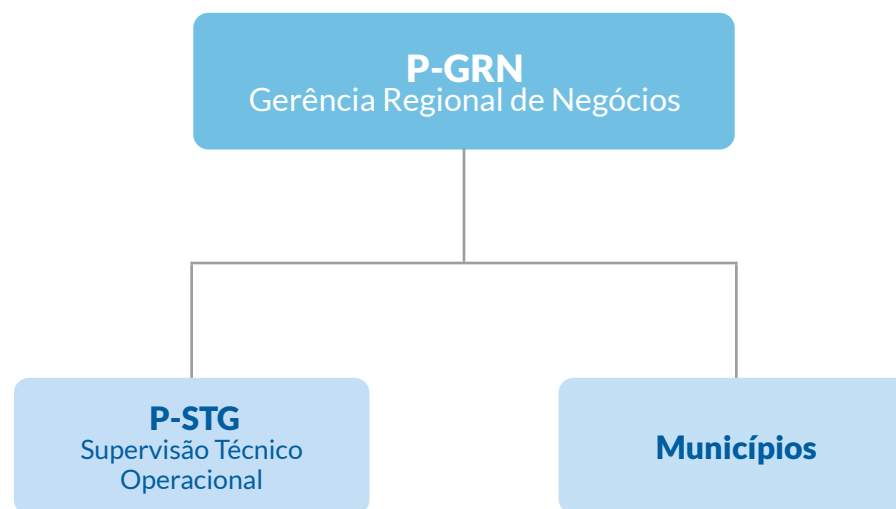 P-GRN
Gerência Regional de Negócios
P-STG
Supervisão Técnico
Operacional
Municípios